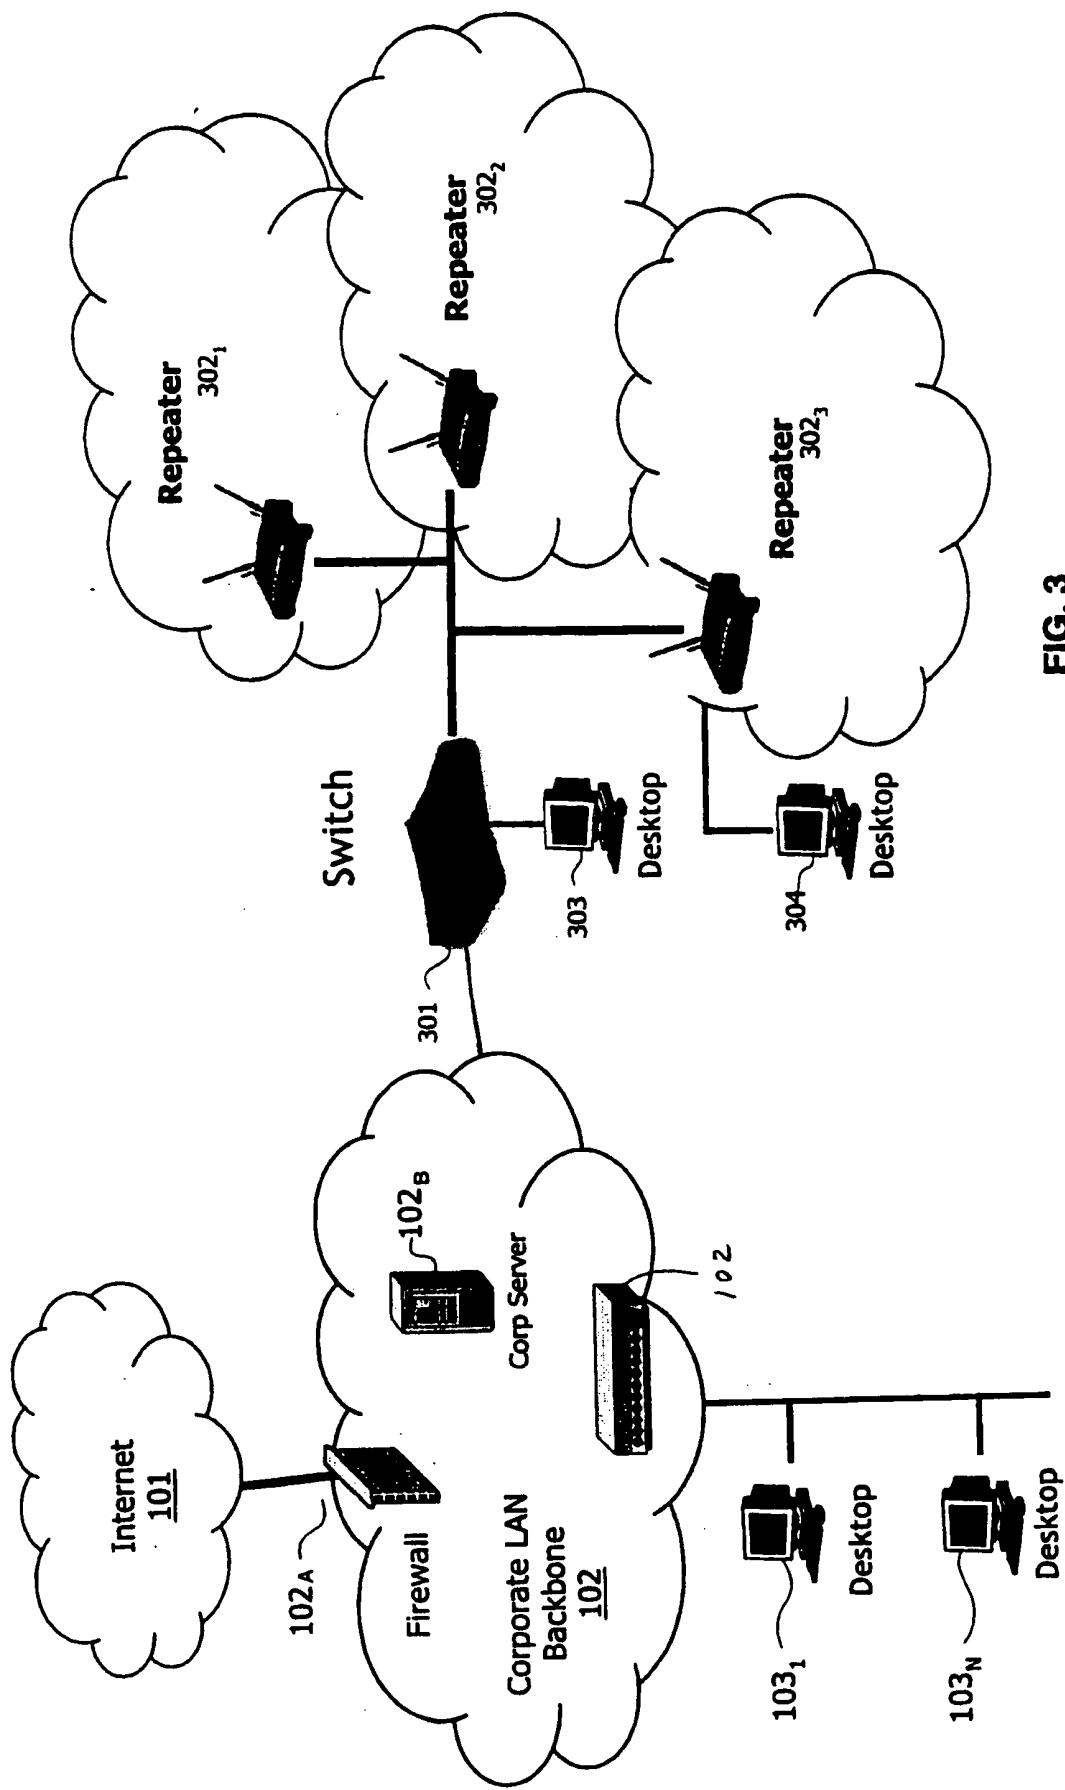 Internet
101
102A
Firewall
102B
Corp Server
Corporate LAN
Backbone
102
102
Desktop
103₁
Desktop
103N
Switch
301
303
Desktop
304
Desktop
Repeater
302₁
Repeater
302₂
Repeater
302₃
FIG. 3